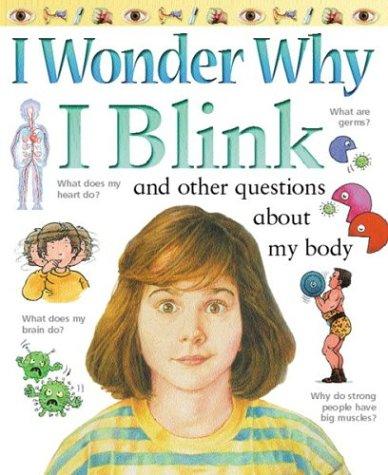 I Wonder Why
I Blink
and other questions
about
my body
What are
germs?
What does my
heart do?
What does my
brain do?
Why do strong
people have
big muscles?